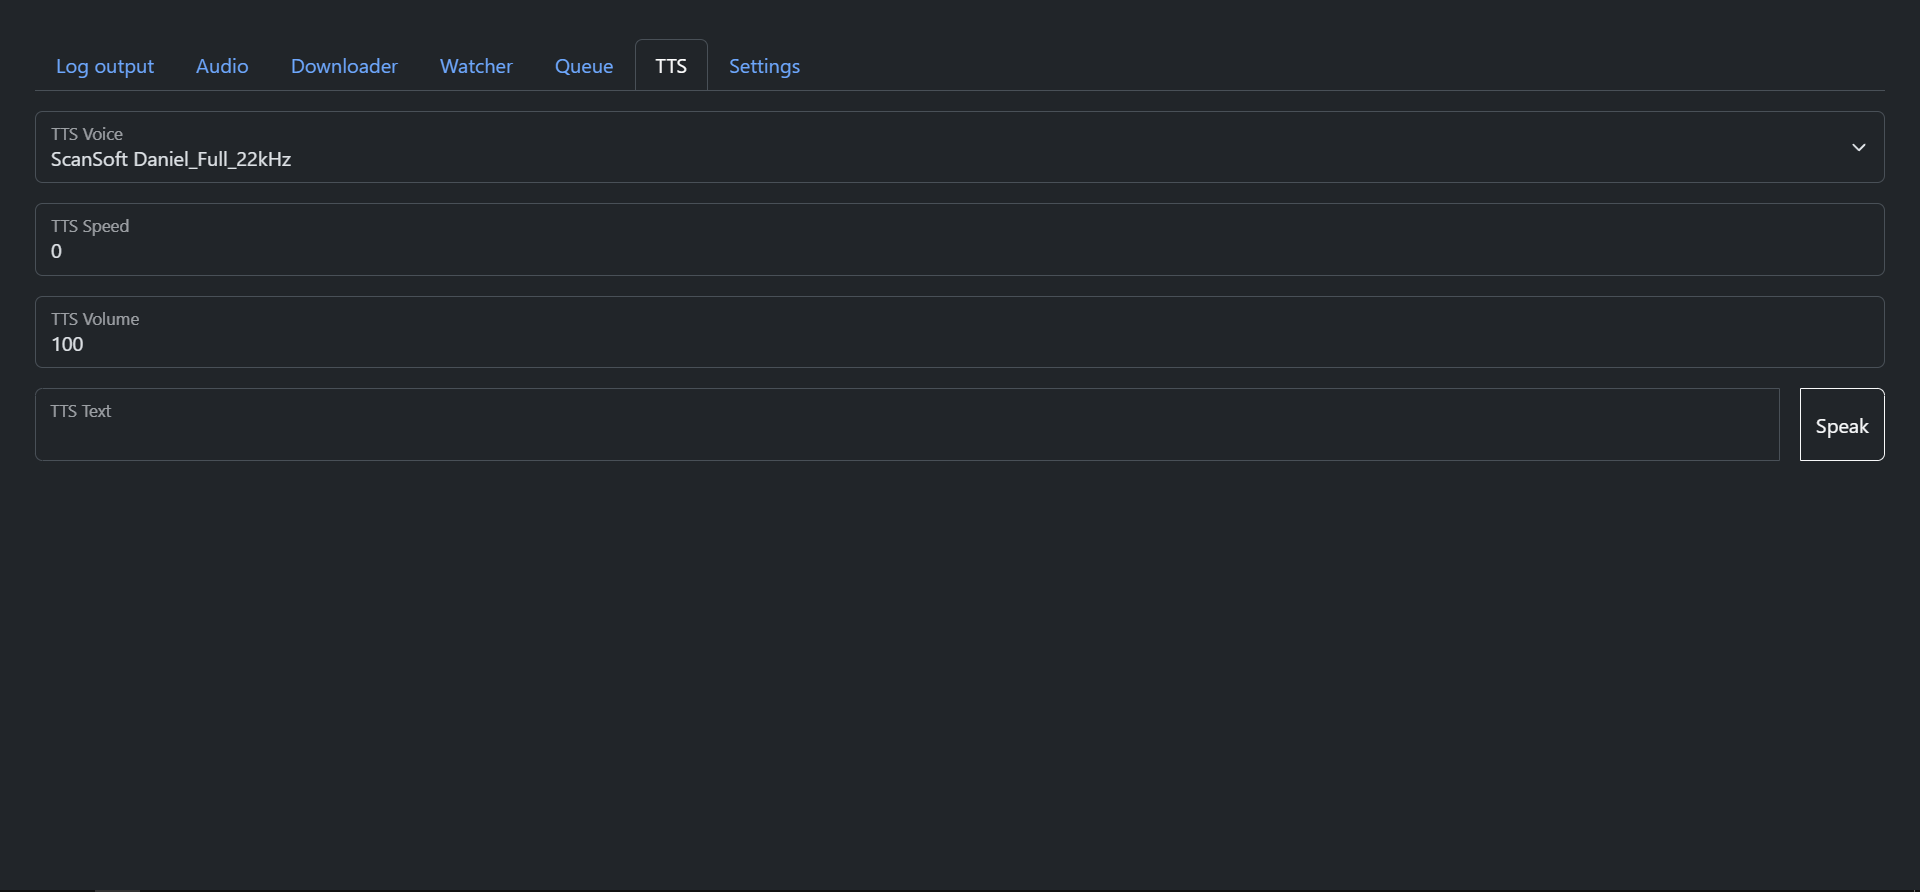 Log output Audio Downloader Watcher Queue TTS Settings
TTS Voice
ScanSoft Daniel_Full_22kHz
TTS Speed
0
TTS Volume
100
TTS Text
Speak